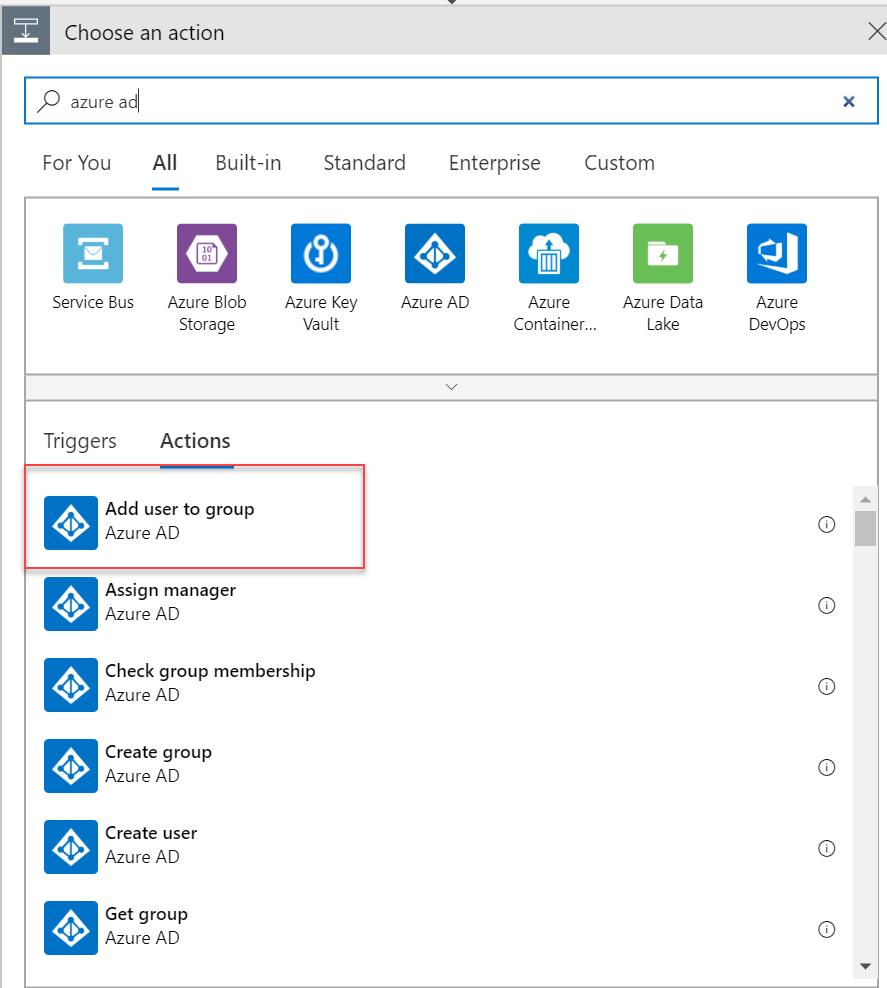 Choose an action
azure ad
For You All Built-in Standard Enterprise Custom
Service Bus
Azure Blob
Storage
Azure Key
Vault
Azure AD
Azure
Container...
Azure Data
Lake
Azure
DevOps
Triggers Actions
Add user to group
Azure AD
Assign manager
Azure AD
Check group membership
Azure AD
Create group
Azure AD
Create user
Azure AD
Get group
Azure AD